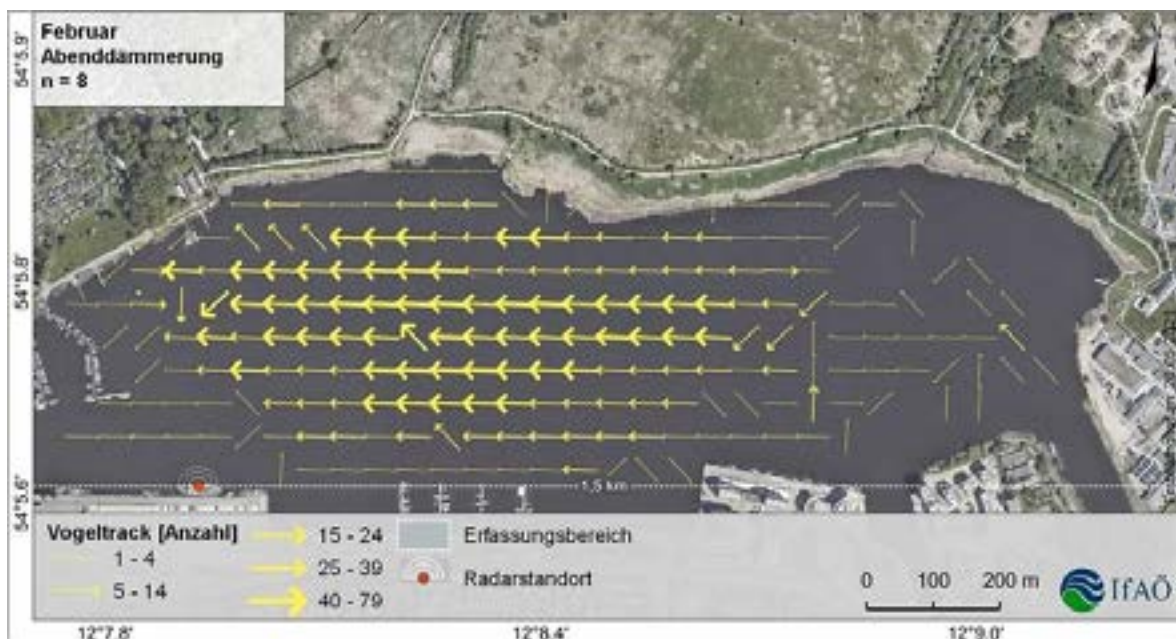 Februar
Abenddämmerung
n = 8
54°5.9'
54°5.8'
54°5.6'
1,5 km
Vogeltrack [Anzahl]
1 - 4
5 - 14
15 - 24
25 - 39
40 - 79
Erfassungsbereich
Radarstandort
0 100 200 m
IfAÖ
12°7.8' 12°8.4' 12°9.0'